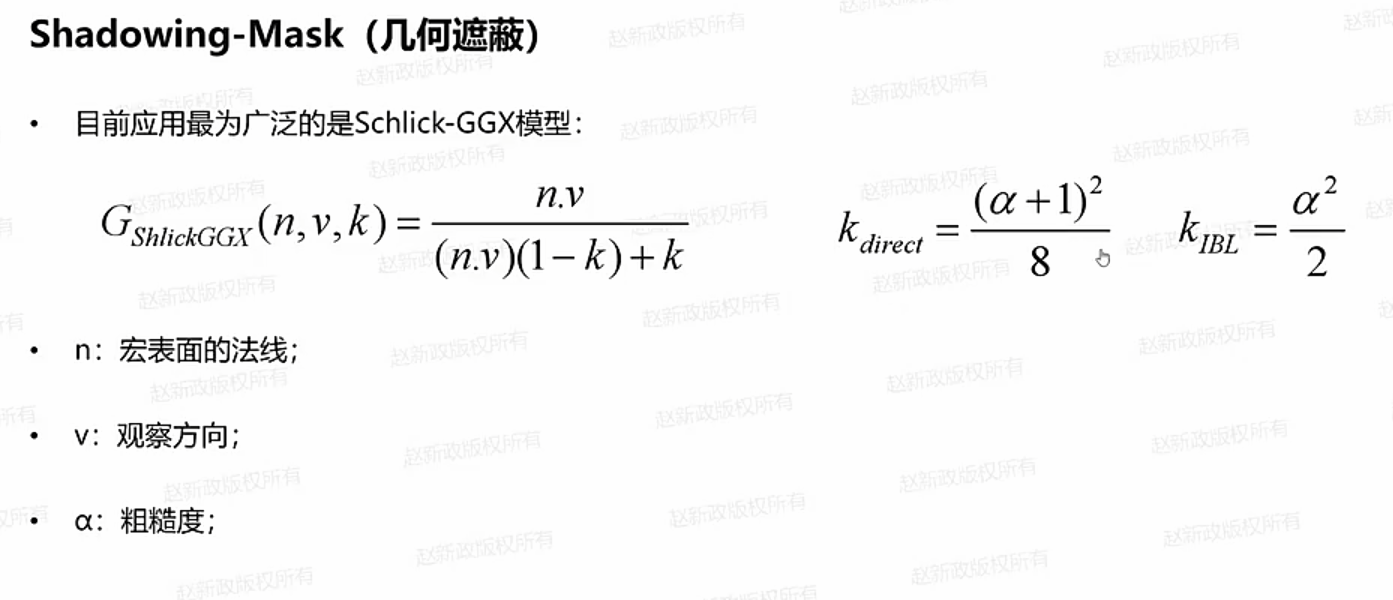 Shadowing-Mask（几何遮蔽）
• 目前应用最为广泛的是Schlick-GGX模型：
G_{ShlickGGX}(n,v,k) = \frac{n.v}{(n.v)(1-k)+k}    k_{direct} = \frac{(α+1)^2}{8}    k_{IBL} = \frac{α^2}{2}
• n：宏表面的法线；
• v：观察方向；
• α：粗糙度；
赵新政版权所有